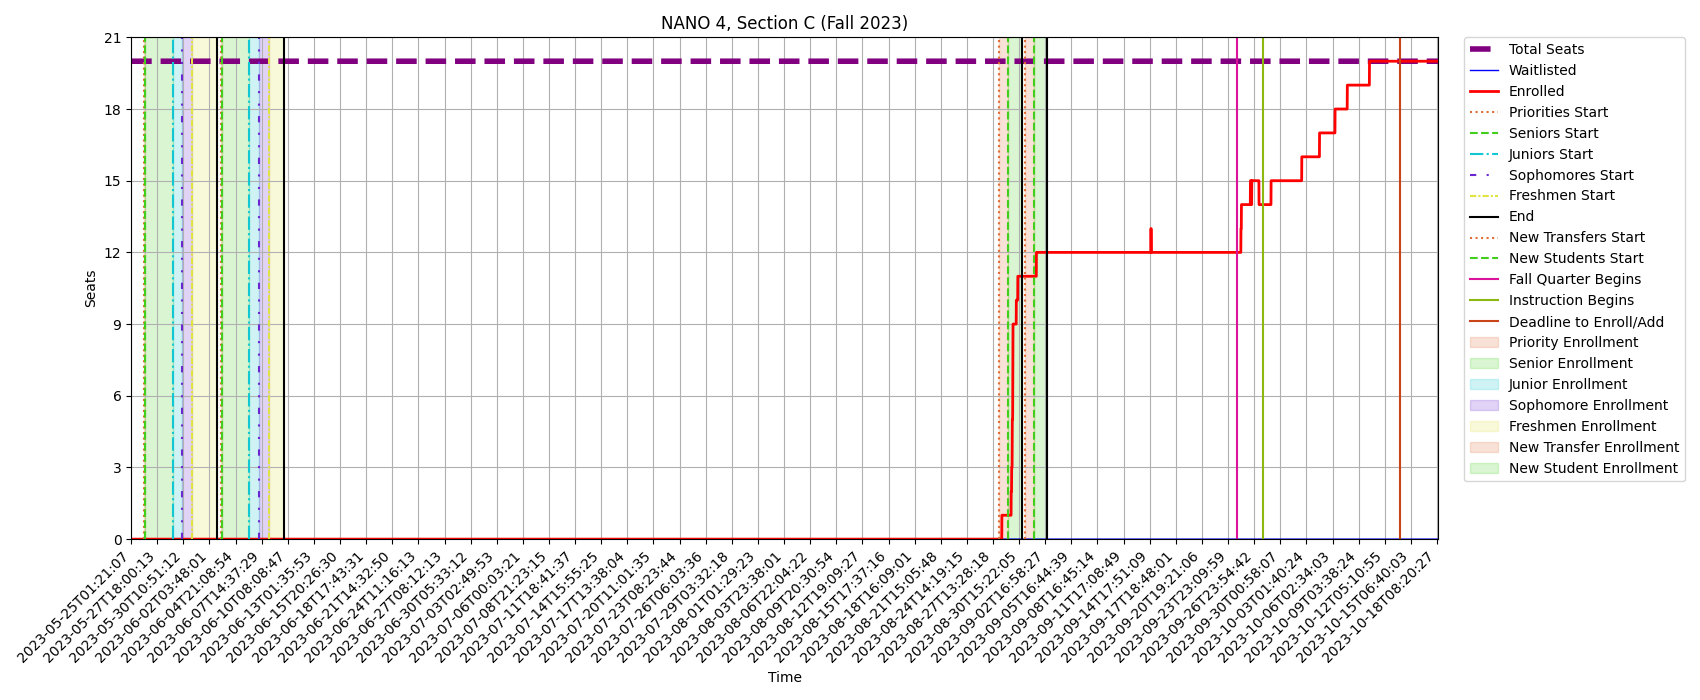 NANO 4, Section C (Fall 2023)
21
18
15
12
9
6
3
0
Seats
2023-05-25T01:21:07
2023-05-27T18:00:13
2023-05-30T10:51:12
2023-06-02T03:48:01
2023-06-04T21:08:54
2023-06-07T14:37:29
2023-06-10T08:08:47
2023-06-13T01:35:53
2023-06-15T20:26:30
2023-06-18T17:43:31
2023-06-21T14:32:50
2023-06-24T11:16:13
2023-06-27T08:12:13
2023-06-30T05:33:12
2023-07-03T02:49:53
2023-07-06T00:03:21
2023-07-08T21:23:15
2023-07-11T18:41:37
2023-07-14T15:55:25
2023-07-17T13:38:04
2023-07-20T11:01:35
2023-07-23T08:23:44
2023-07-26T06:03:36
2023-07-29T03:32:18
2023-08-01T01:29:23
2023-08-03T23:38:01
2023-08-06T22:04:22
2023-08-09T20:30:54
2023-08-12T19:09:27
2023-08-15T17:37:16
2023-08-18T16:09:01
2023-08-21T15:05:48
2023-08-24T14:19:15
2023-08-27T13:28:18
2023-08-30T15:22:05
2023-09-02T16:58:27
2023-09-05T16:44:39
2023-09-08T16:45:14
2023-09-11T17:08:49
2023-09-14T17:51:09
2023-09-17T18:48:01
2023-09-20T19:21:06
2023-09-23T23:09:59
2023-09-26T23:54:42
2023-09-30T00:58:07
2023-10-03T01:40:24
2023-10-06T02:34:03
2023-10-09T03:38:24
2023-10-12T05:10:55
2023-10-15T06:40:03
2023-10-18T08:20:27
Time
Total Seats
Waitlisted
Enrolled
Priorities Start
Seniors Start
Juniors Start
Sophomores Start
Freshmen Start
End
New Transfers Start
New Students Start
Fall Quarter Begins
Instruction Begins
Deadline to Enroll/Add
Priority Enrollment
Senior Enrollment
Junior Enrollment
Sophomore Enrollment
Freshmen Enrollment
New Transfer Enrollment
New Student Enrollment